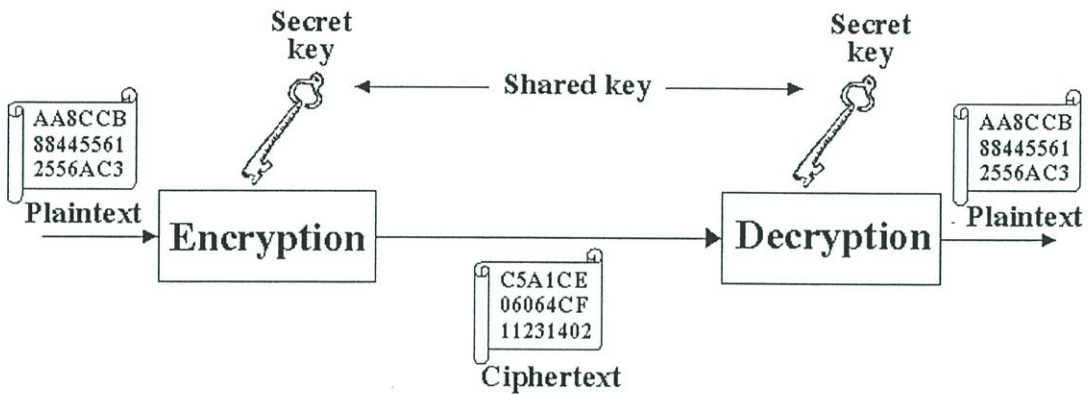 Secret
key
Secret
key
Shared key
AA8CCB
88445561
2556AC3
AA8CCB
88445561
2556AC3
Plaintext
Encryption
Decryption
Plaintext
C5A1CE
06064CF
11231402
Ciphertext